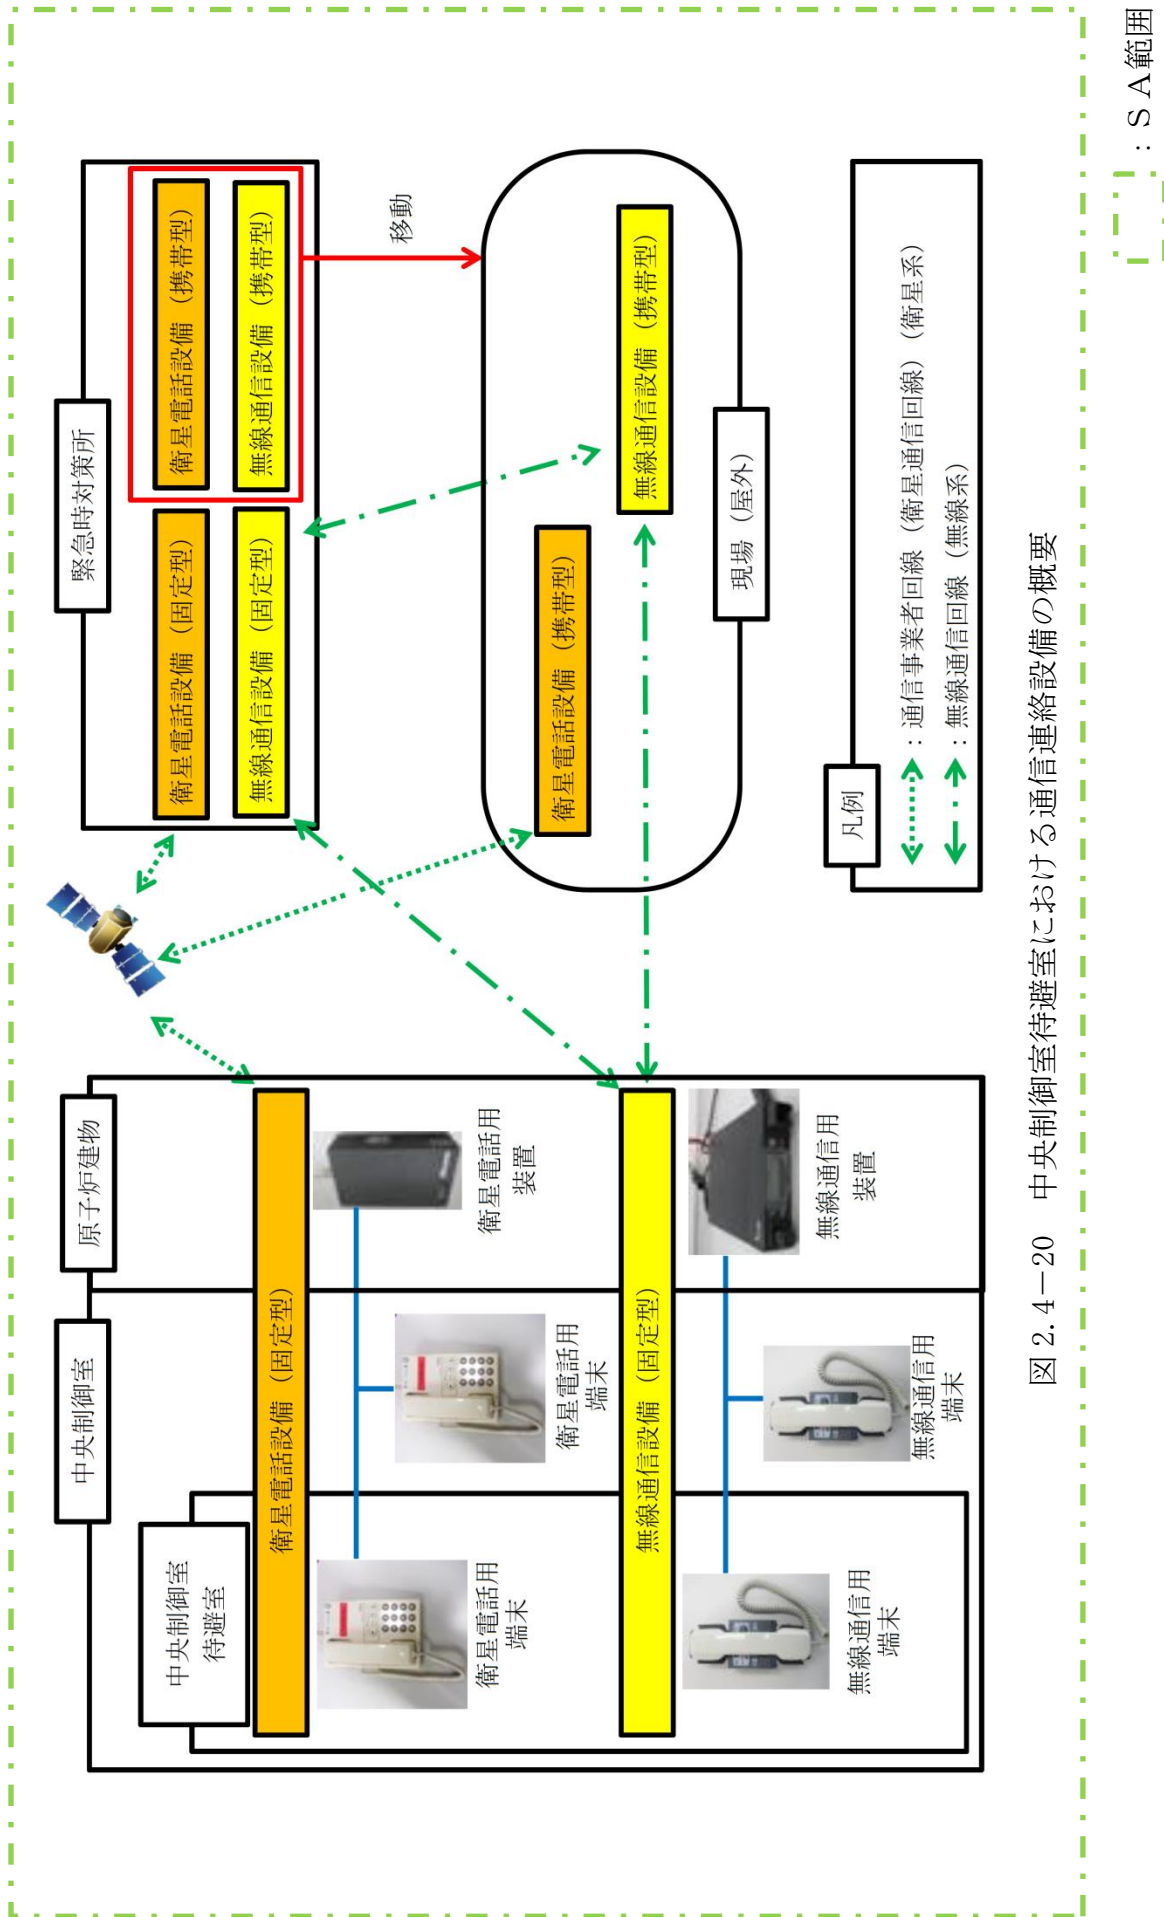 中央制御室
原子炉建物
中央制御室
待避室
衛星電話設備（固定型）
衛星電話用
端末
衛星電話用
端末
衛星電話用
装置
無線通信設備（固定型）
無線通信用
端末
無線通信用
端末
無線通信用
装置
緊急時対策所
衛星電話設備（固定型）
衛星電話設備（携帯型）
無線通信設備（固定型）
無線通信設備（携帯型）
移動
衛星電話設備（携帯型）
無線通信設備（携帯型）
現場（屋外）
凡例
：通信事業者回線（衛星通信回線）（衛星系）
：無線通信回線（無線系）
図 2.4－20　中央制御室待避室における通信連絡設備の概要
：ＳＡ範囲